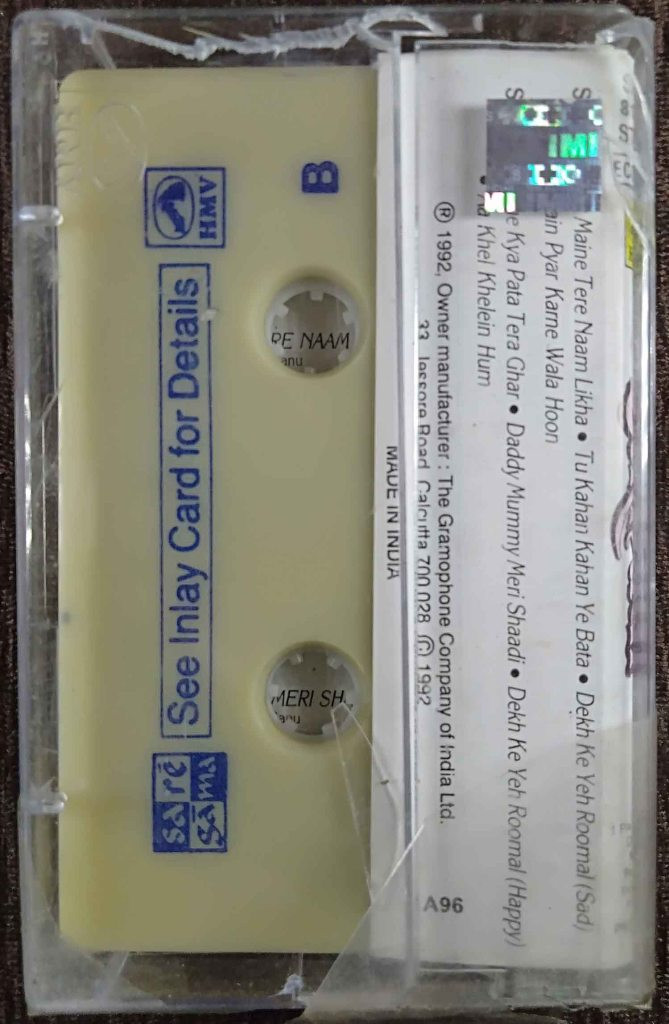 B
HMV
See Inlay Card for Details
sa re
ga ma
RE NAAM
anu
MERI SH
anu
Maine Tere Naam Likha • Tu Kahan Kahan Ye Bata • Dekh Ke Yeh Roomal (Sad)
ain Pyar Karne Wala Hoon
e Kya Pata Tera Ghar • Daddy Mummy Meri Shaadi • Dekh Ke Yeh Roomal (Happy)
Khel Khelein Hum
℗ 1992, Owner manufacturer : The Gramophone Company of India Ltd.
33, Jessore Road, Calcutta 700 028 © 1992
MADE IN INDIA
A96